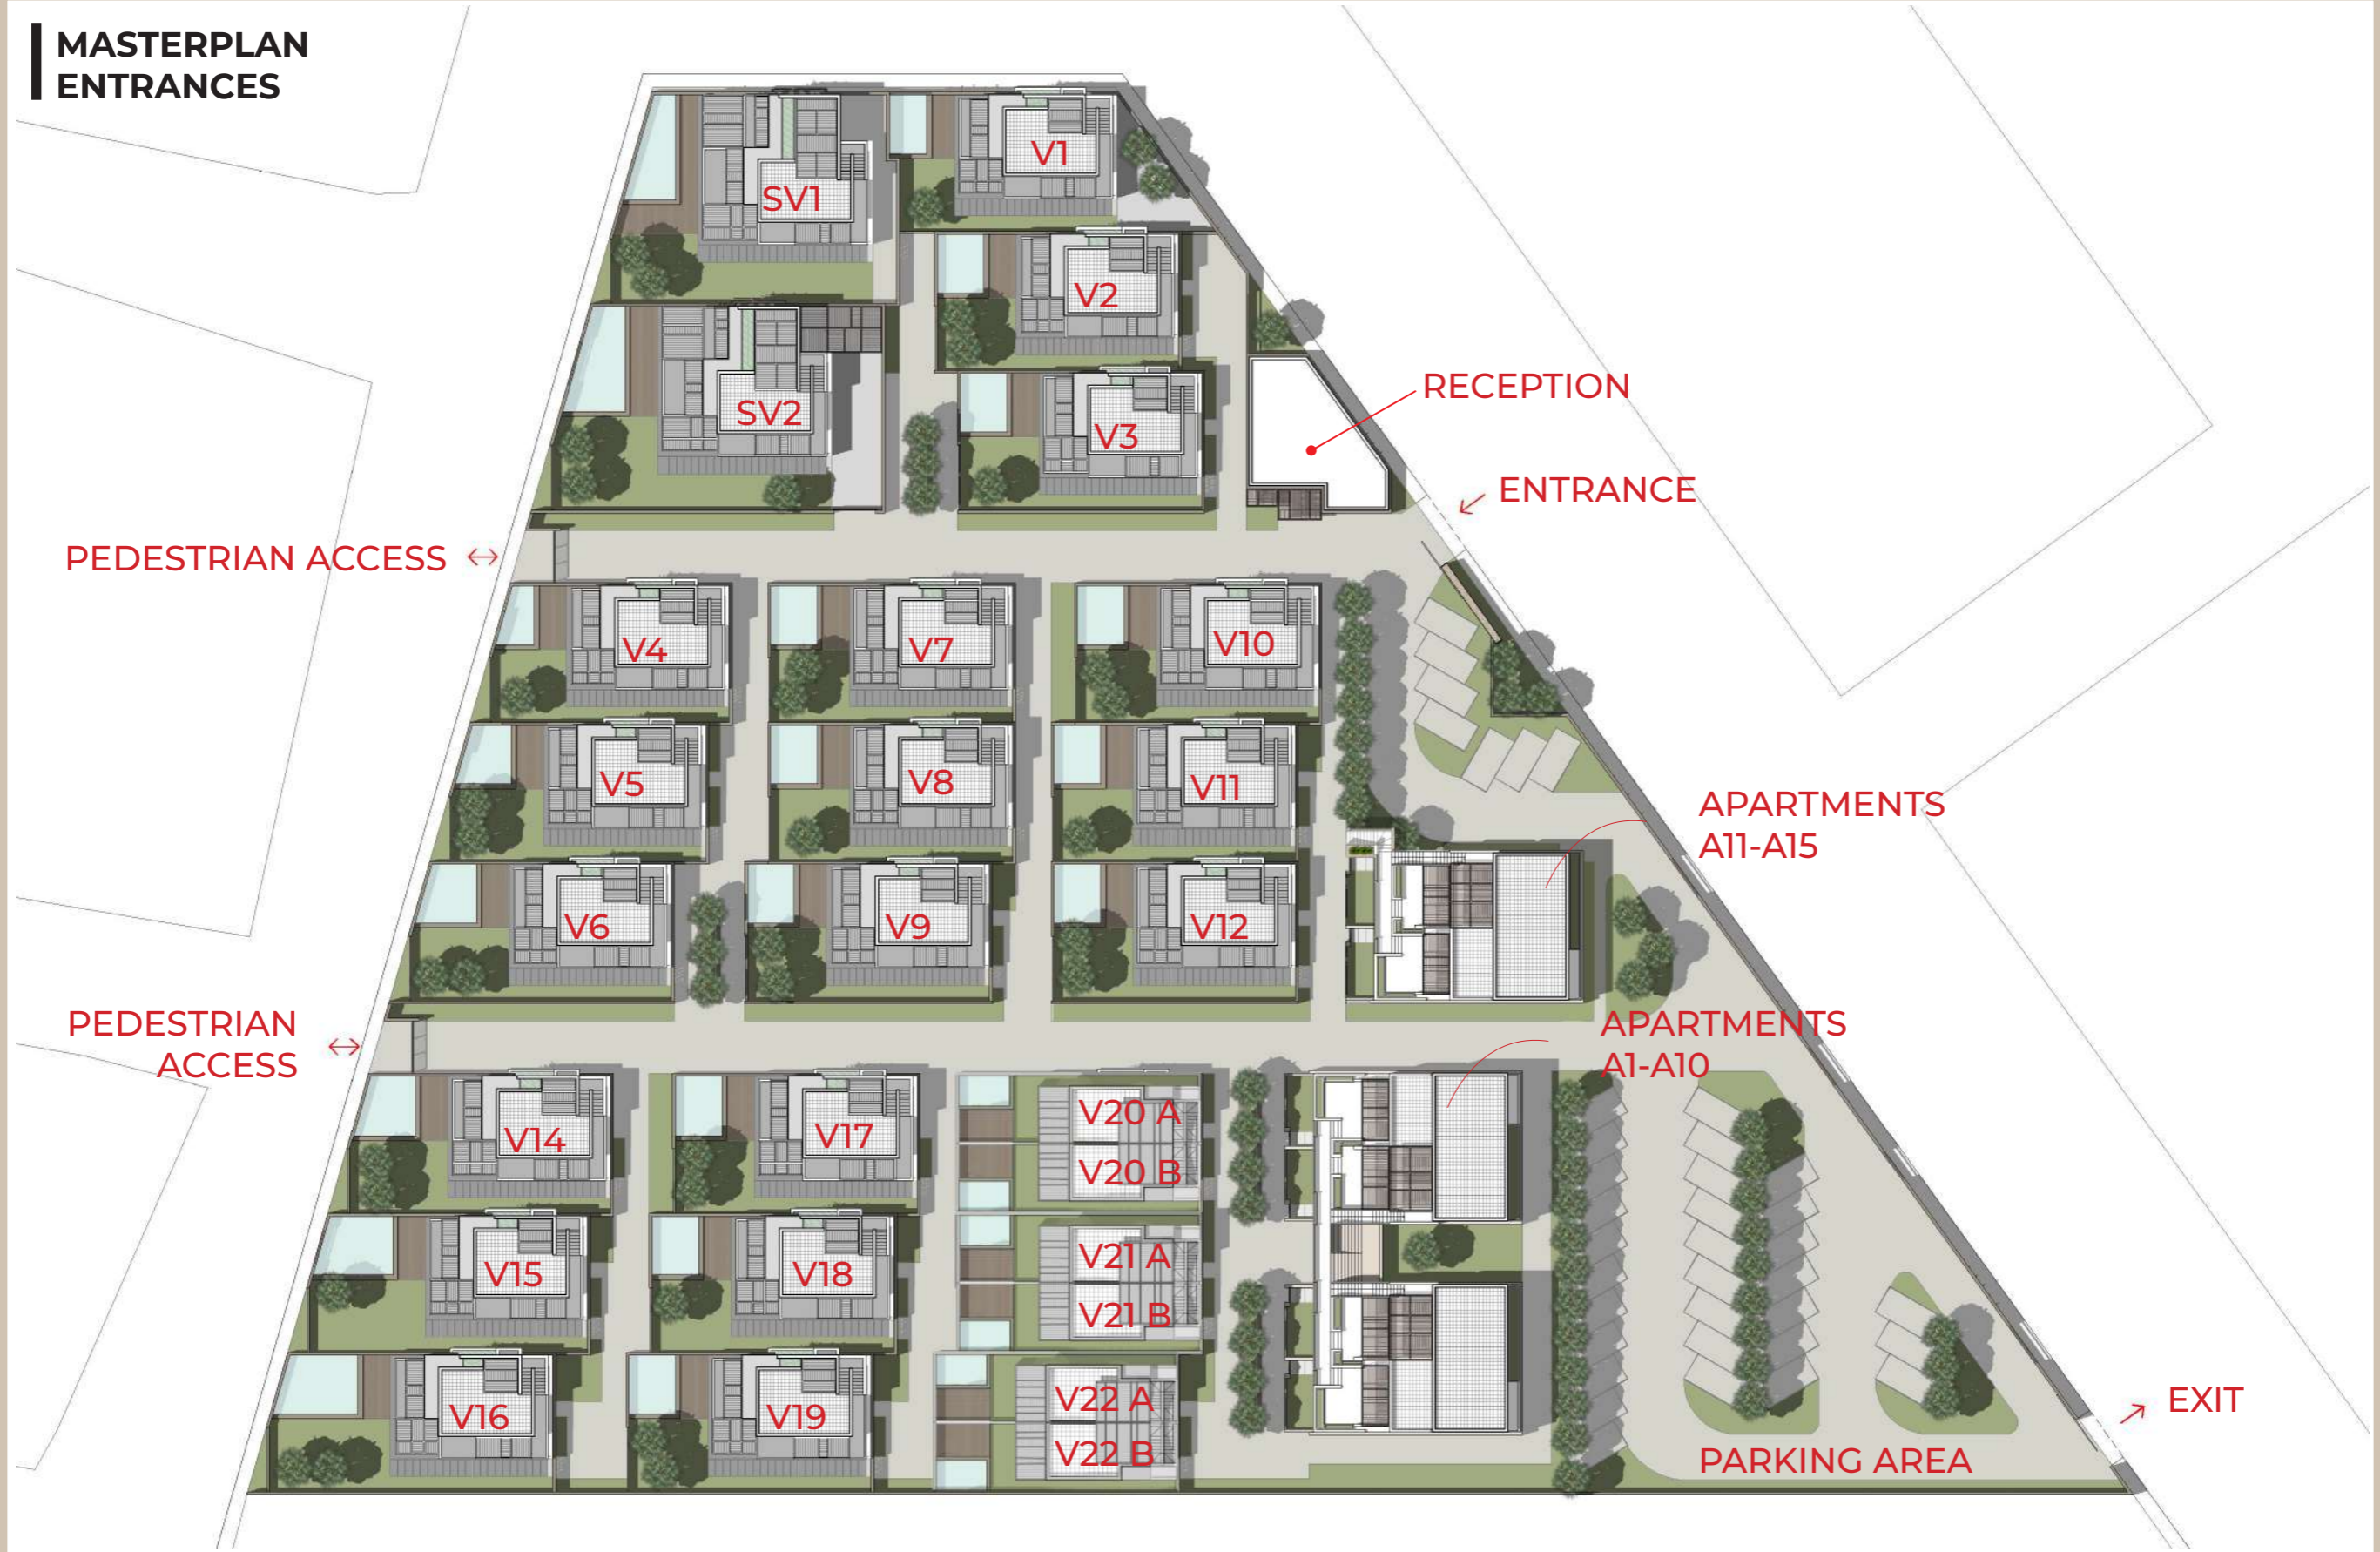 MASTERPLAN
ENTRANCES
V1
SV1
V2
RECEPTION
SV2
V3
ENTRANCE
PEDESTRIAN ACCESS
V4
V7
V10
V5
V8
V11
APARTMENTS
A11-A15
V6
V9
V12
PEDESTRIAN
ACCESS
APARTMENTS
A1-A10
V14
V17
V20 A
V20 B
V15
V18
V21 A
V21 B
V16
V19
V22 A
V22 B
EXIT
PARKING AREA